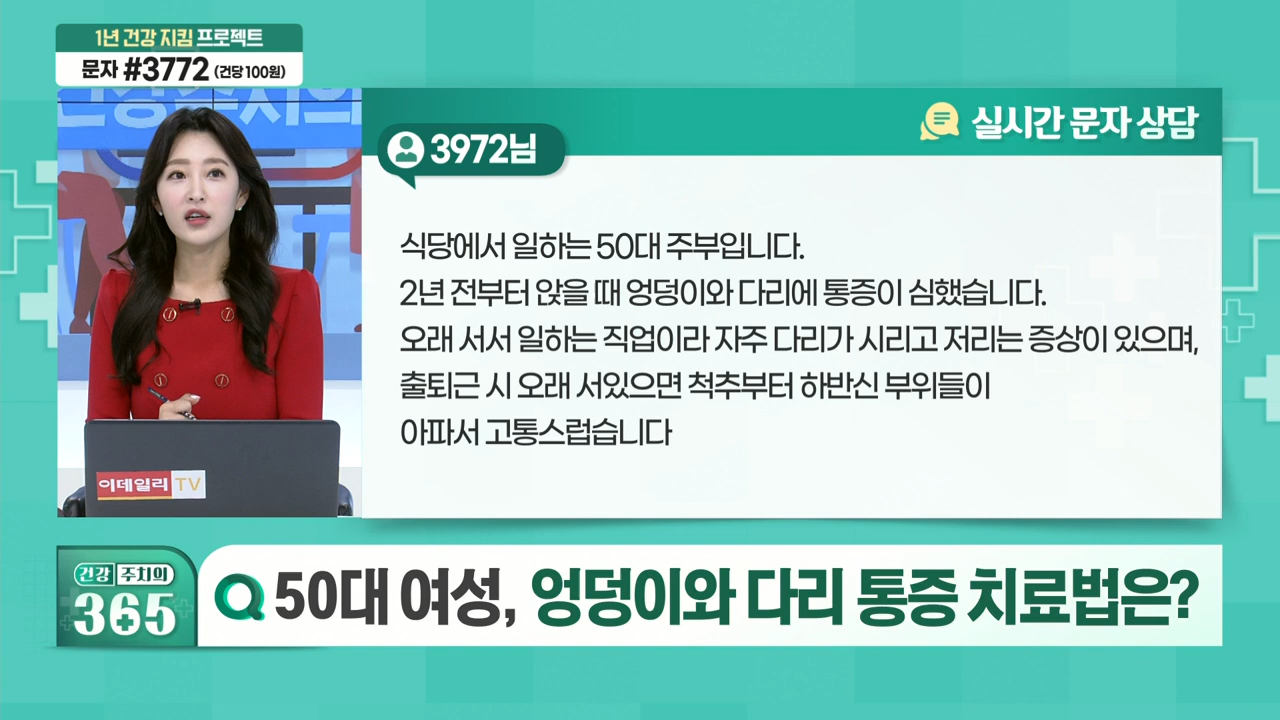 1년 건강 지킴 프로젝트
문자 #3772 (건당 100원)
건강주치의
실시간 문자 상담
3972님
식당에서 일하는 50대 주부입니다.
2년 전부터 앉을 때 엉덩이와 다리에 통증이 심했습니다.
오래 서서 일하는 직업이라 자주 다리가 시리고 저리는 증상이 있으며,
출퇴근 시 오래 서있으면 척추부터 하반신 부위들이
아파서 고통스럽습니다
이데일리 TV
건강 주치의
365
Q 50대 여성, 엉덩이와 다리 통증 치료법은?